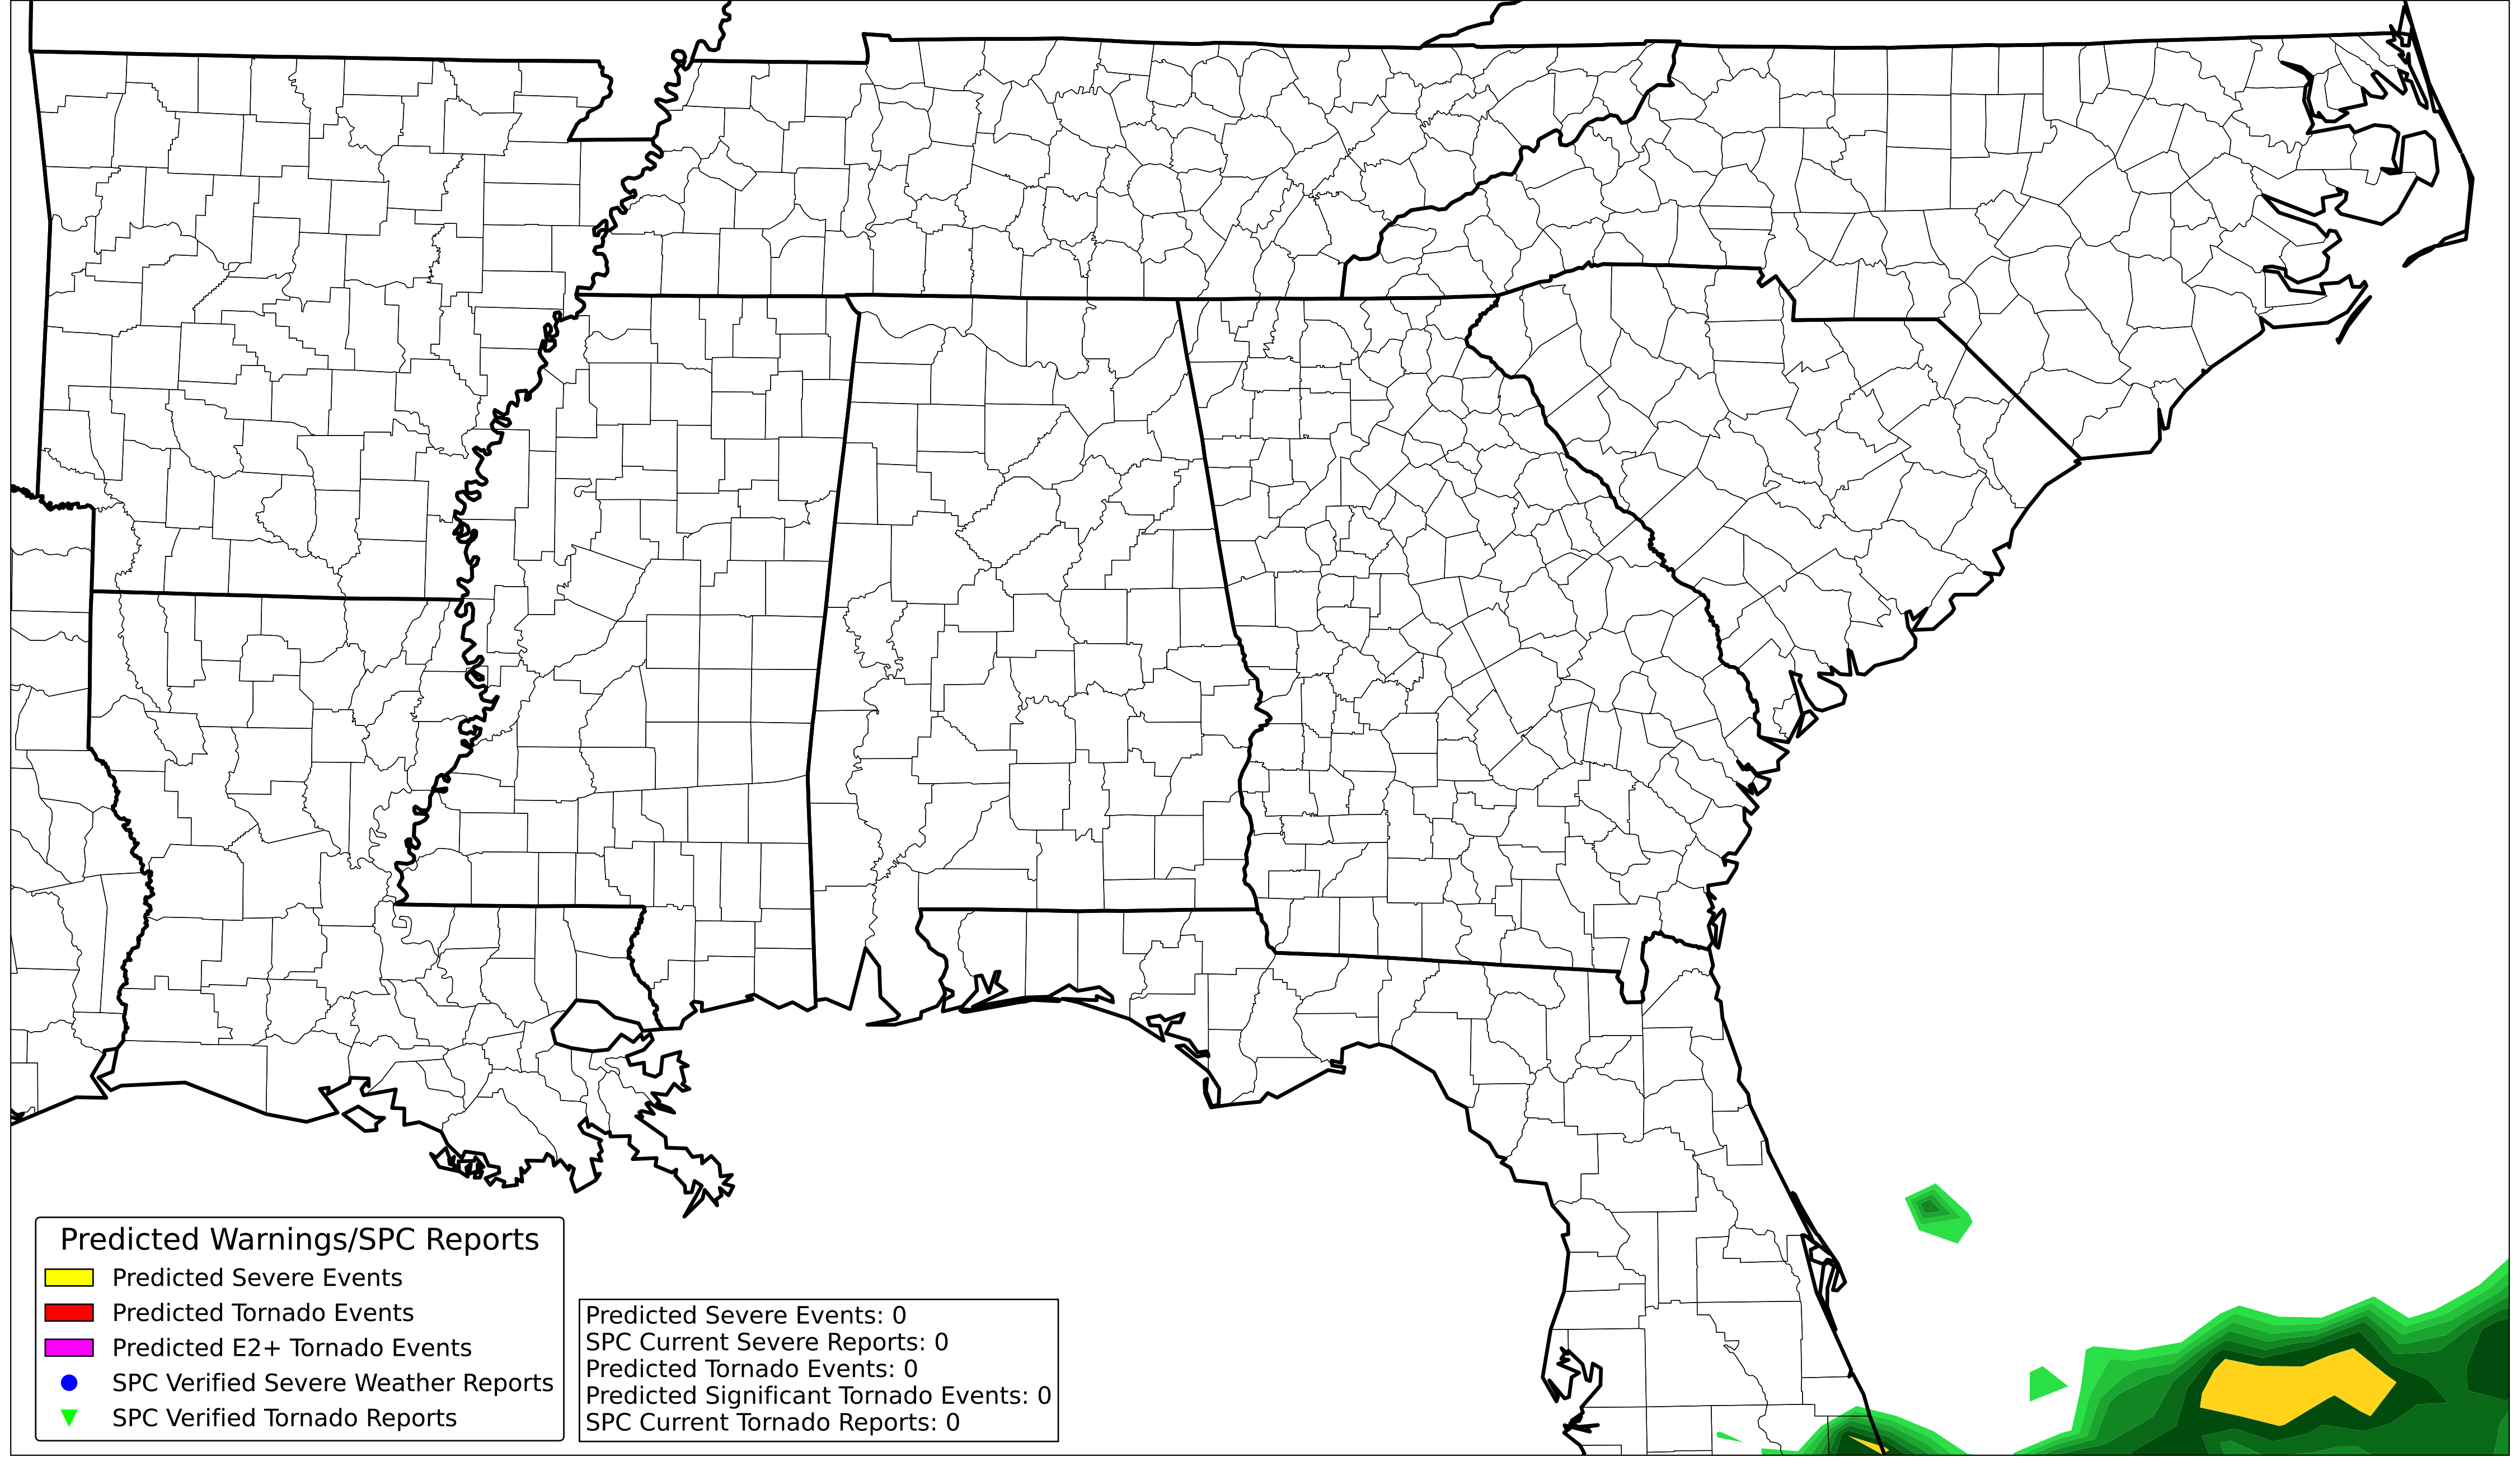 Predicted Warnings/SPC Reports
Predicted Severe Events
Predicted Tornado Events
Predicted E2+ Tornado Events
SPC Verified Severe Weather Reports
SPC Verified Tornado Reports
Predicted Severe Events: 0
SPC Current Severe Reports: 0
Predicted Tornado Events: 0
Predicted Significant Tornado Events: 0
SPC Current Tornado Reports: 0